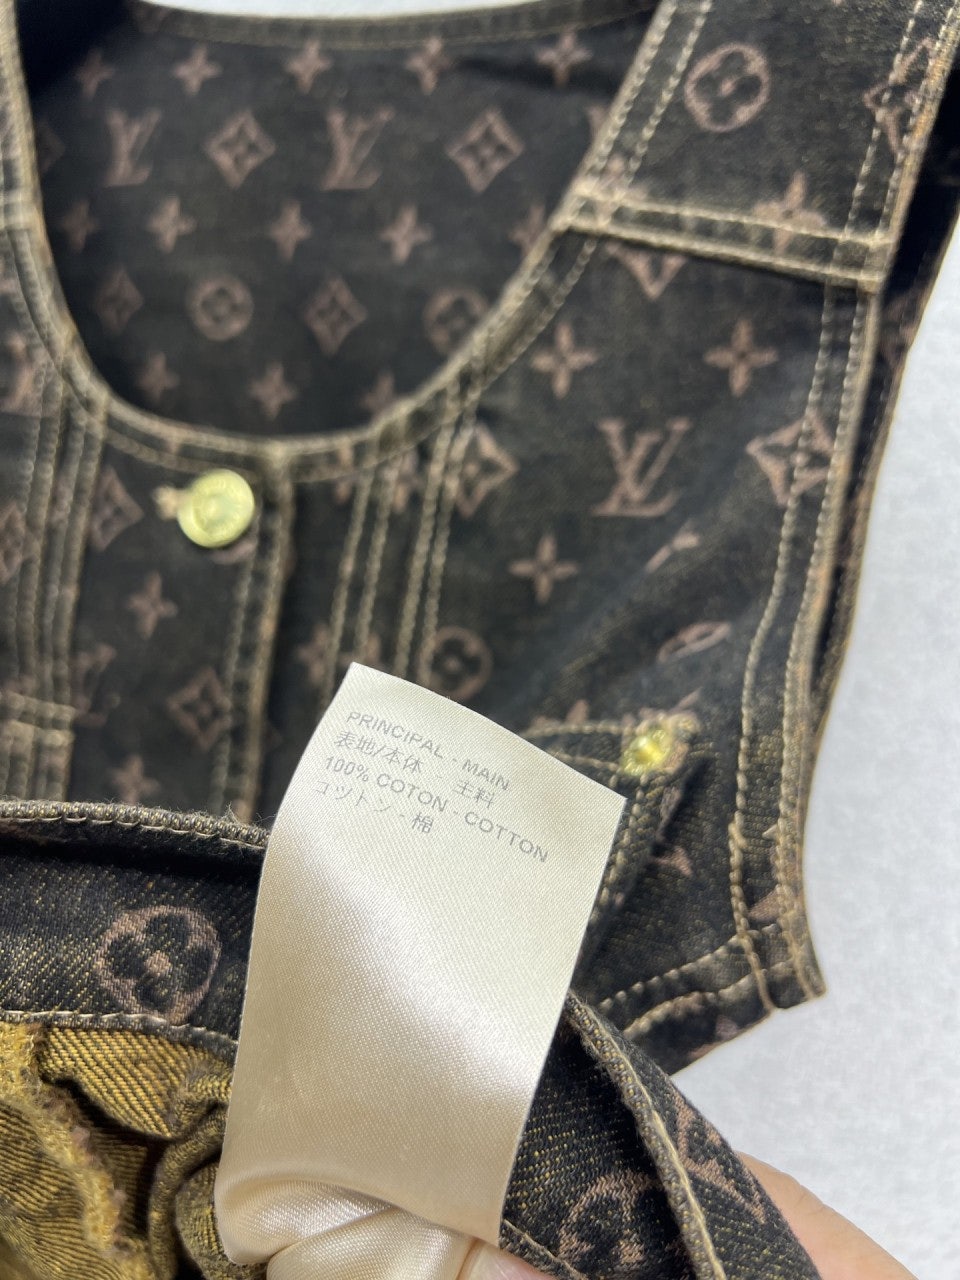 PRINCIPAL - MAIN
表地/本体 - 主料
100% COTON - COTTON
コットン - 棉